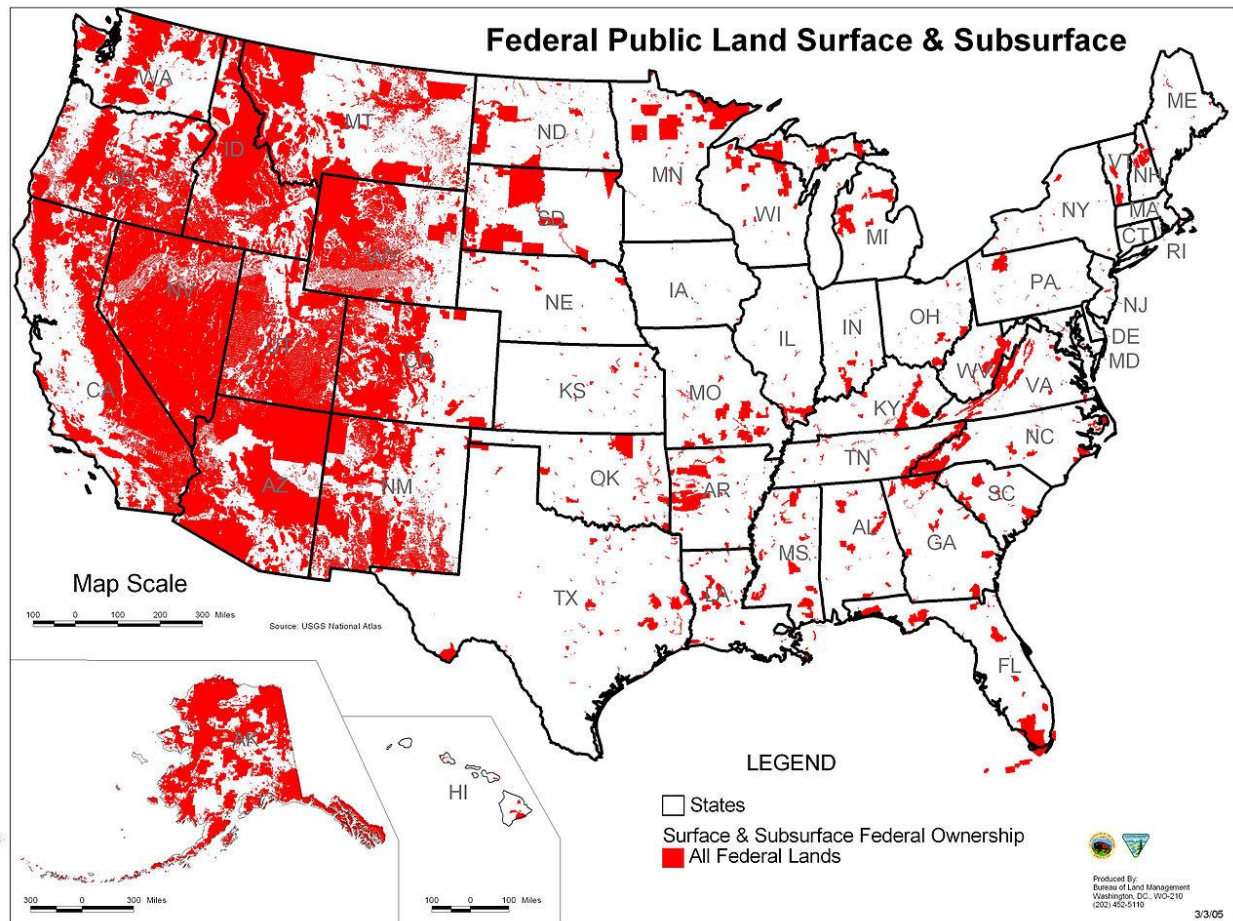 Federal Public Land Surface & Subsurface
WA
MT
ND
MN
ME
OR
ID
SD
WI
MI
VT
NH
NY
MA
CT
RI
WY
NE
IA
PA
NJ
NV
UT
CO
IL
IN
OH
DE
MD
CA
KS
MO
KY
WV
VA
AZ
NM
OK
AR
TN
NC
SC
TX
LA
MS
AL
GA
FL
Map Scale
100 0 100 200 300 Miles
Source: USGS National Atlas
AK
HI
300 0 300 Miles
100 0 100 Miles
LEGEND
States
Surface & Subsurface Federal Ownership
All Federal Lands
Produced By:
Bureau of Land Management
Washington, DC., WO-210
(202) 452-5110
3/3/05